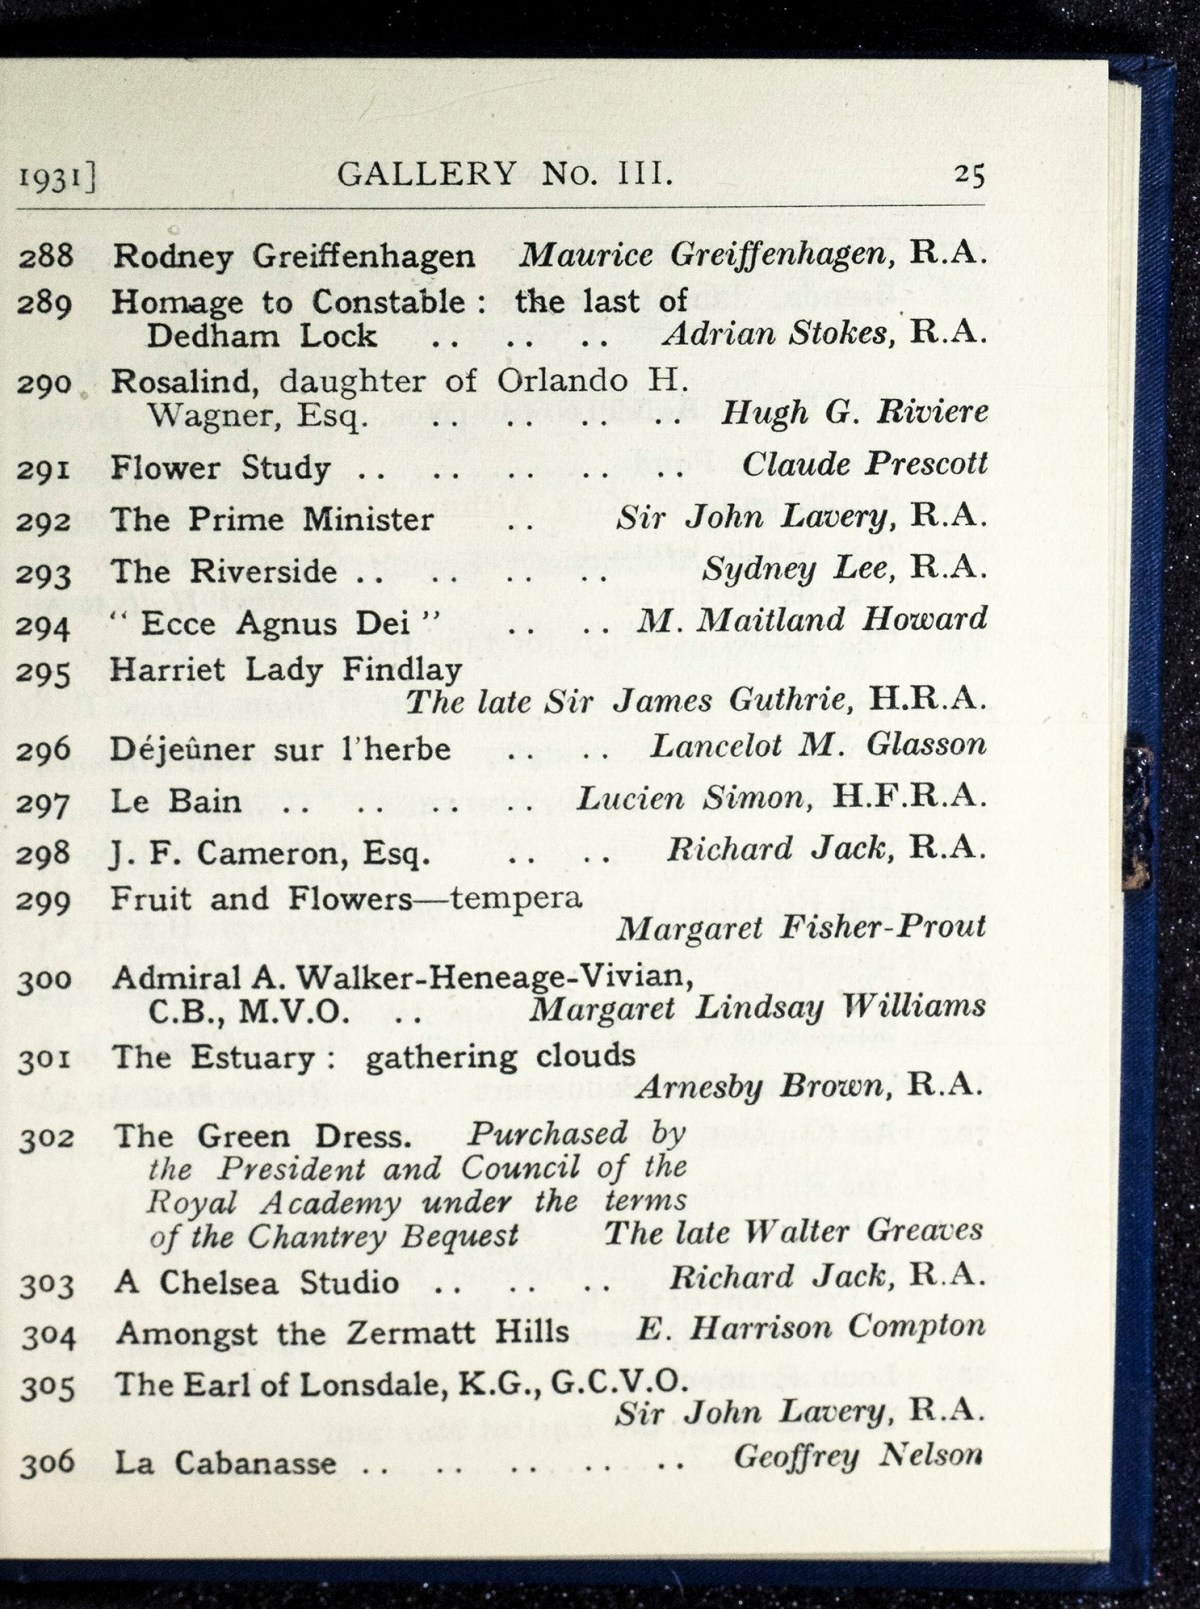 1931] GALLERY No. III. 25
288 Rodney Greiffenhagen Maurice Greiffenhagen, R.A.
289 Homage to Constable : the last of
Dedham Lock .. .. .. Adrian Stokes, R.A.
290 Rosalind, daughter of Orlando H.
Wagner, Esq. .. .. .. .. Hugh G. Riviere
291 Flower Study .. .. .. .. .. Claude Prescott
292 The Prime Minister .. Sir John Lavery, R.A.
293 The Riverside .. .. .. .. Sydney Lee, R.A.
294 “ Ecce Agnus Dei ” .. .. M. Maitland Howard
295 Harriet Lady Findlay
The late Sir James Guthrie, H.R.A.
296 Déjeûner sur l'herbe .. .. Lancelot M. Glasson
297 Le Bain .. .. .. .. Lucien Simon, H.F.R.A.
298 J. F. Cameron, Esq. .. .. Richard Jack, R.A.
299 Fruit and Flowers—tempera
Margaret Fisher-Prout
300 Admiral A. Walker-Heneage-Vivian,
C.B., M.V.O. .. Margaret Lindsay Williams
301 The Estuary : gathering clouds
Arnesby Brown, R.A.
302 The Green Dress. Purchased by
the President and Council of the
Royal Academy under the terms
of the Chantrey Bequest The late Walter Greaves
303 A Chelsea Studio .. .. .. Richard Jack, R.A.
304 Amongst the Zermatt Hills E. Harrison Compton
305 The Earl of Lonsdale, K.G., G.C.V.O.
Sir John Lavery, R.A.
306 La Cabanasse .. .. .. .. .. Geoffrey Nelson